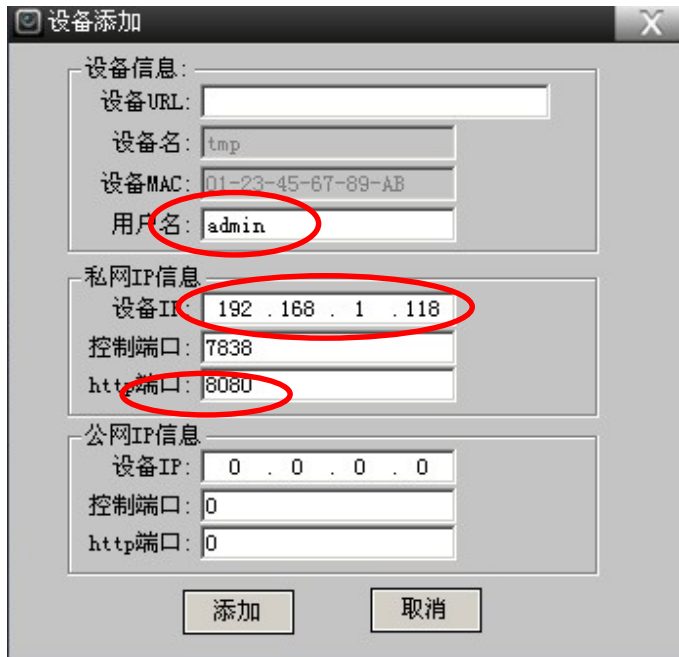 设备添加 X
设备信息:
设备URL:
设备名: tmp
设备MAC: 01-23-45-67-89-AB
用户名: admin
私网IP信息
设备IP: 192 . 168 . 1 . 118
控制端口: 7838
http端口: 8080
公网IP信息
设备IP: 0 . 0 . 0 . 0
控制端口: 0
http端口: 0
添加 取消